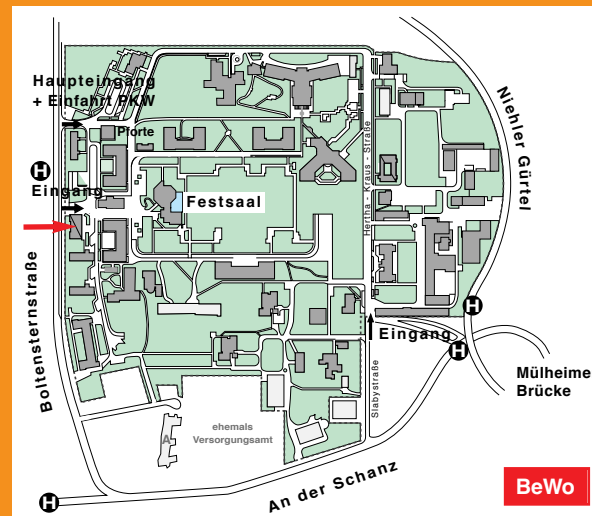 Haupteingang
+ Einfahrt PKW
Pforte
H
Eingang
Festsaal
Hertha - Kraus - Straße
Niehler Gürtel
Boltensternstraße
H
Eingang
H
Slabystraße
Mülheimer
Brücke
ehemals
Versorgungsamt
A
An der Schanz
H
BeWo